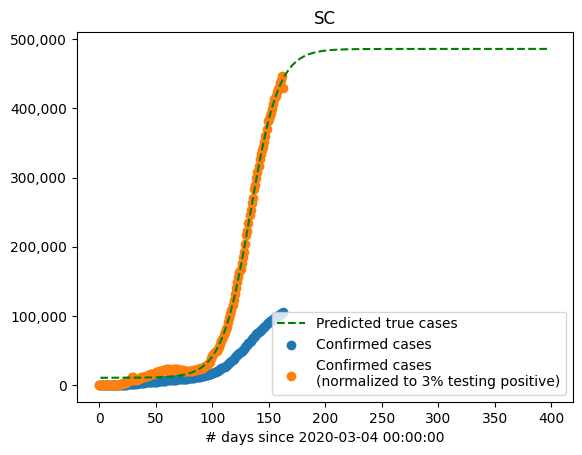 SC
500,000
400,000
300,000
200,000
100,000
0
Predicted true cases
Confirmed cases
Confirmed cases
(normalized to 3% testing positive)
0 50 100 150 200 250 300 350 400
# days since 2020-03-04 00:00:00